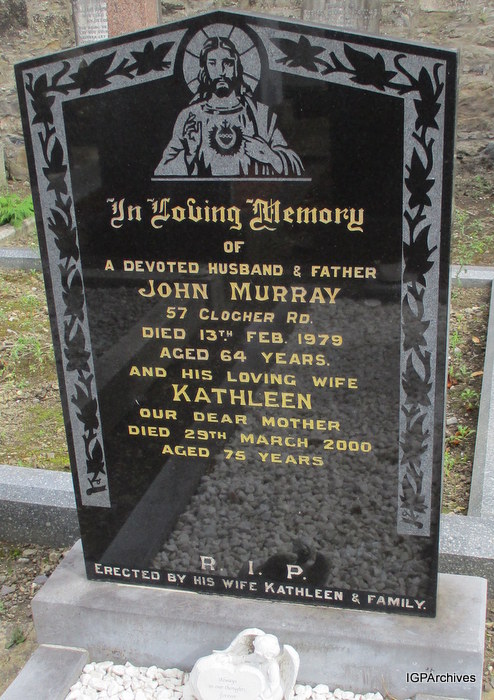 In Loving Memory
OF
A DEVOTED HUSBAND & FATHER
JOHN MURRAY
57 CLOGHER RD.
DIED 13TH FEB. 1979
AGED 64 YEARS.
AND HIS LOVING WIFE
KATHLEEN
OUR DEAR MOTHER
DIED 29TH MARCH 2000
AGED 75 YEARS
R. I. P.
ERECTED BY HIS WIFE KATHLEEN & FAMILY.
IGPArchives